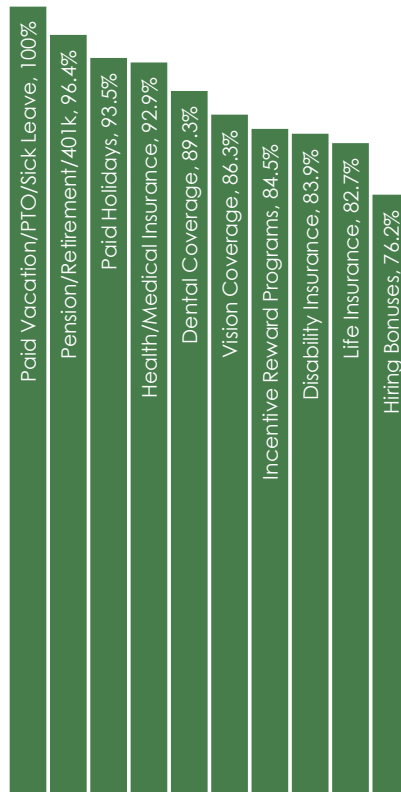 Paid Vacation/PTO/Sick Leave, 100%
Pension/Retirement/401k, 96.4%
Paid Holidays, 93.5%
Health/Medical Insurance, 92.9%
Dental Coverage, 89.3%
Vision Coverage, 86.3%
Incentive Reward Programs, 84.5%
Disability Insurance, 83.9%
Life Insurance, 82.7%
Hiring Bonuses, 76.2%